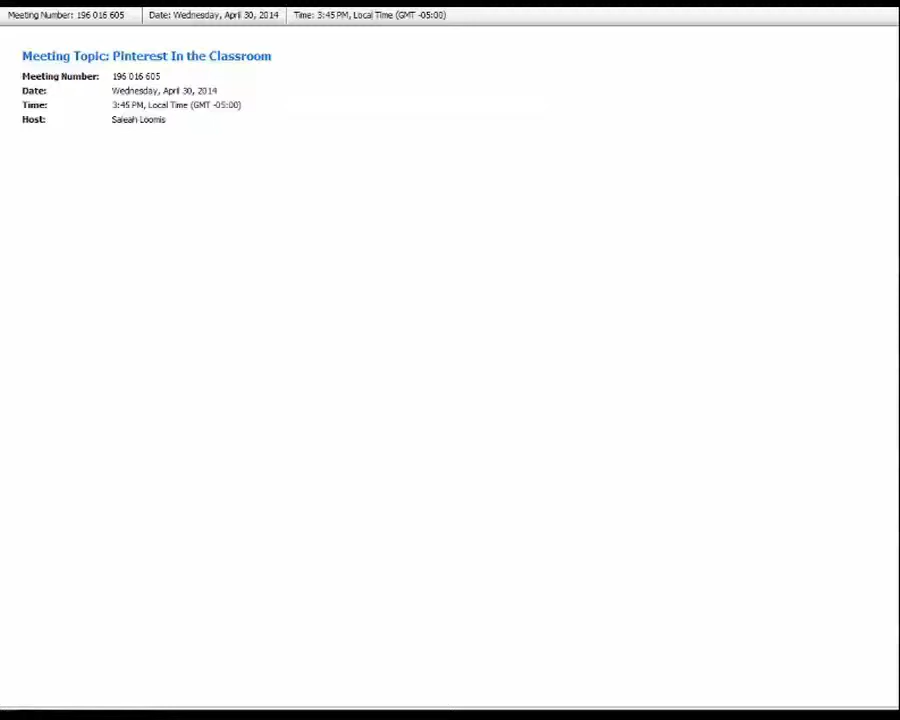 Meeting Number: 196 016 605 Date: Wednesday, April 30, 2014 Time: 3:45 PM, Local Time (GMT -05:00)
Meeting Topic: Pinterest In the Classroom
Meeting Number: 196 016 605
Date: Wednesday, April 30, 2014
Time: 3:45 PM, Local Time (GMT -05:00)
Host: Saleah Loomis